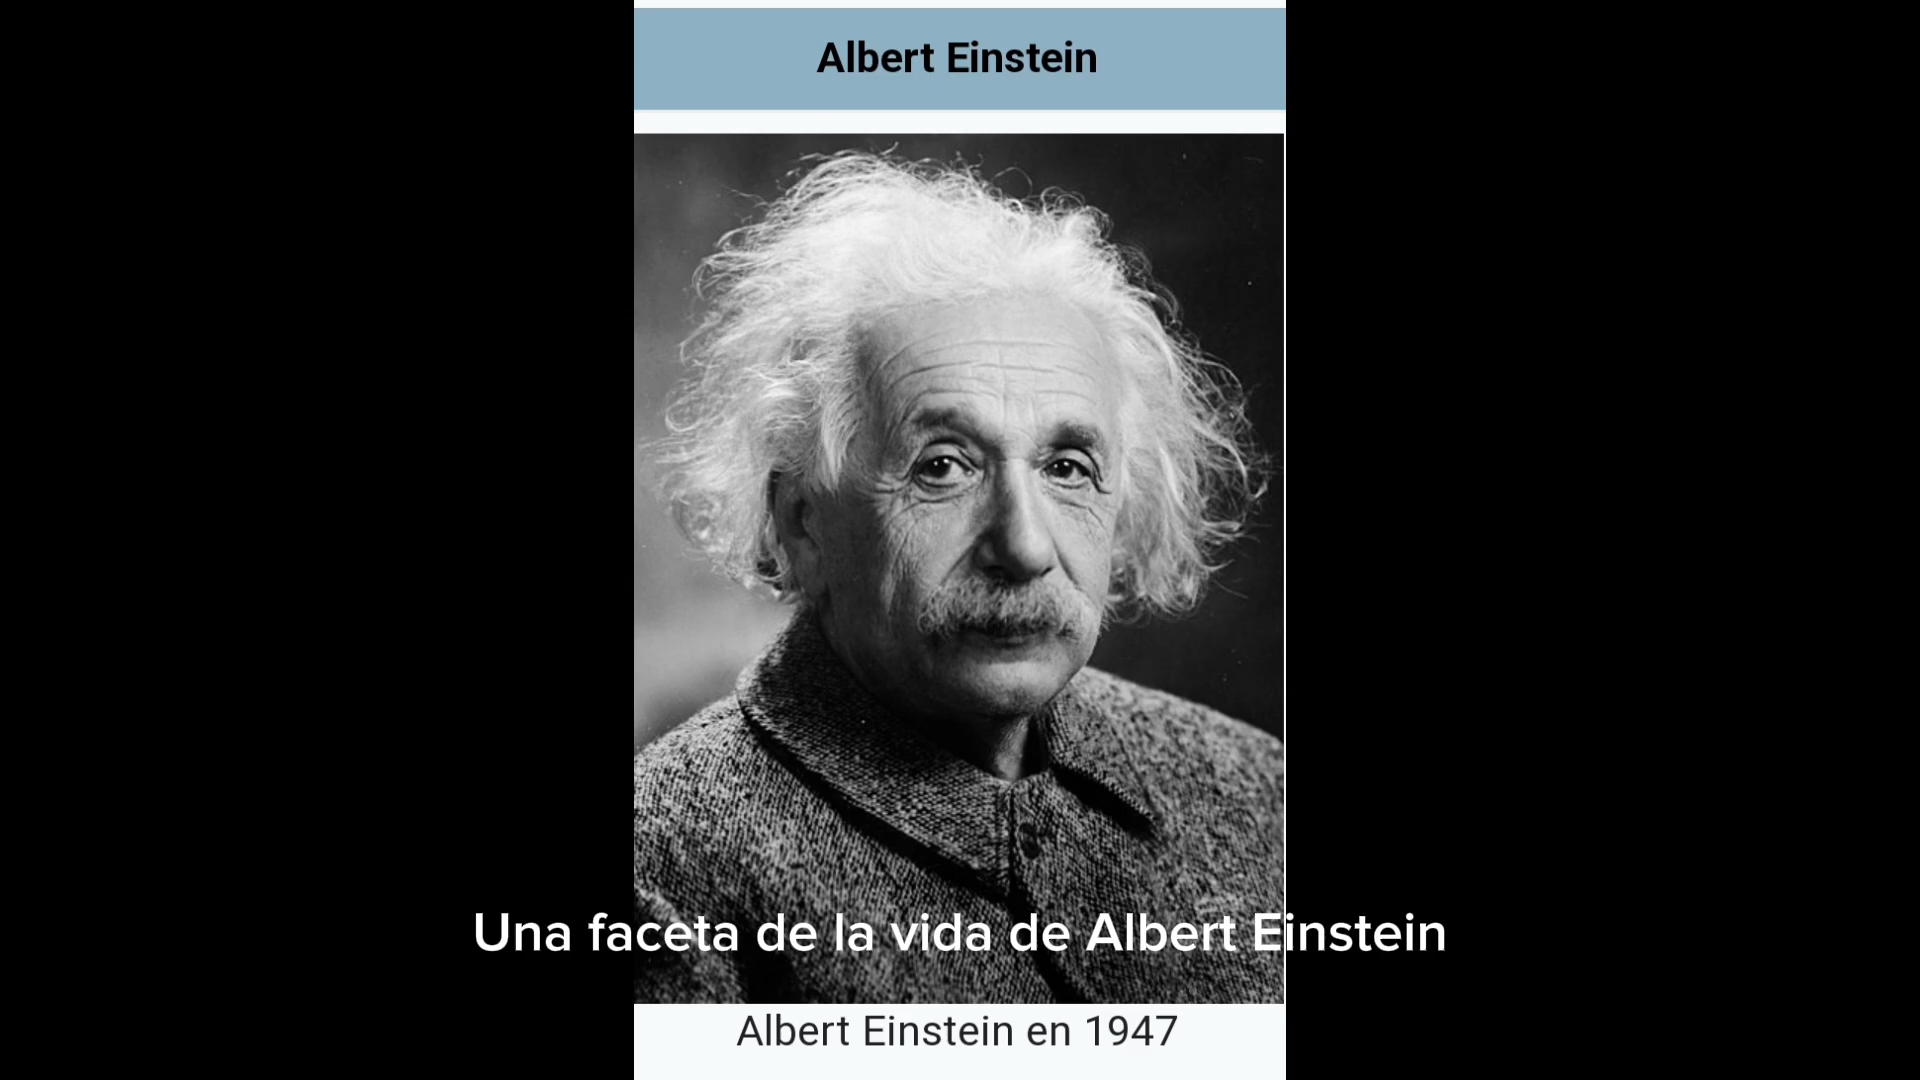 Albert Einstein
Una faceta de la vida de Albert Einstein
Albert Einstein en 1947